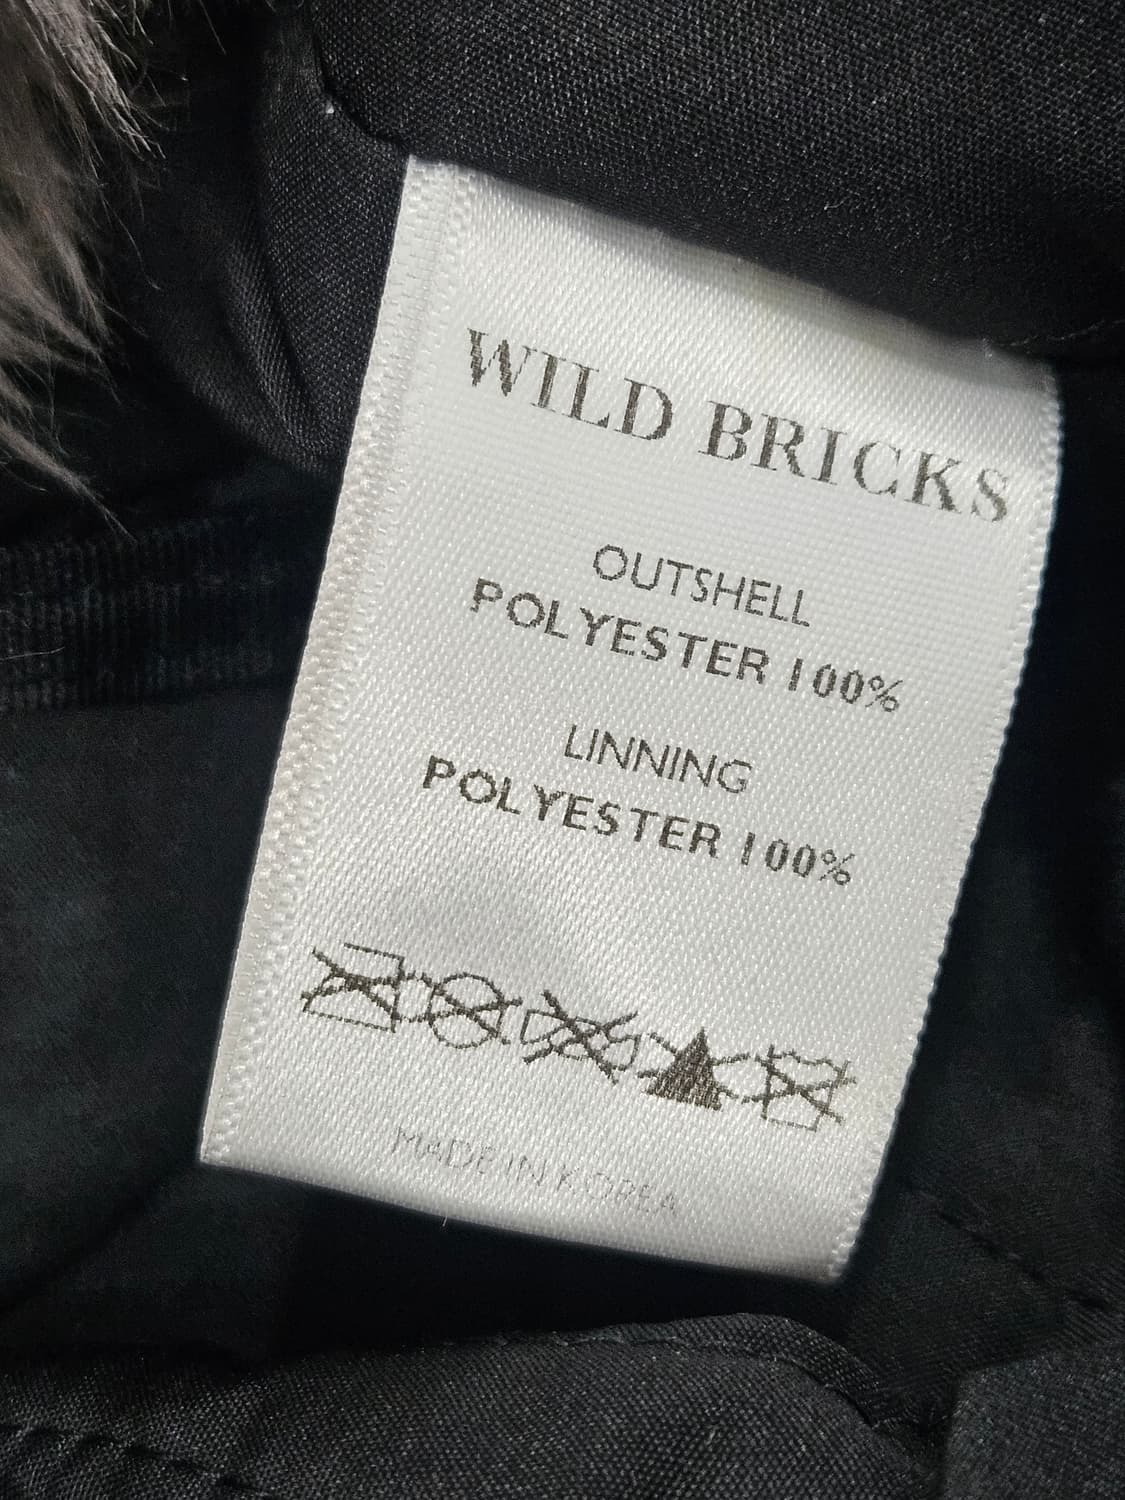 WILD BRICKS
OUTSHELL
POLYESTER 100%
LINNING
POLYESTER 100%
MADE IN KOREA